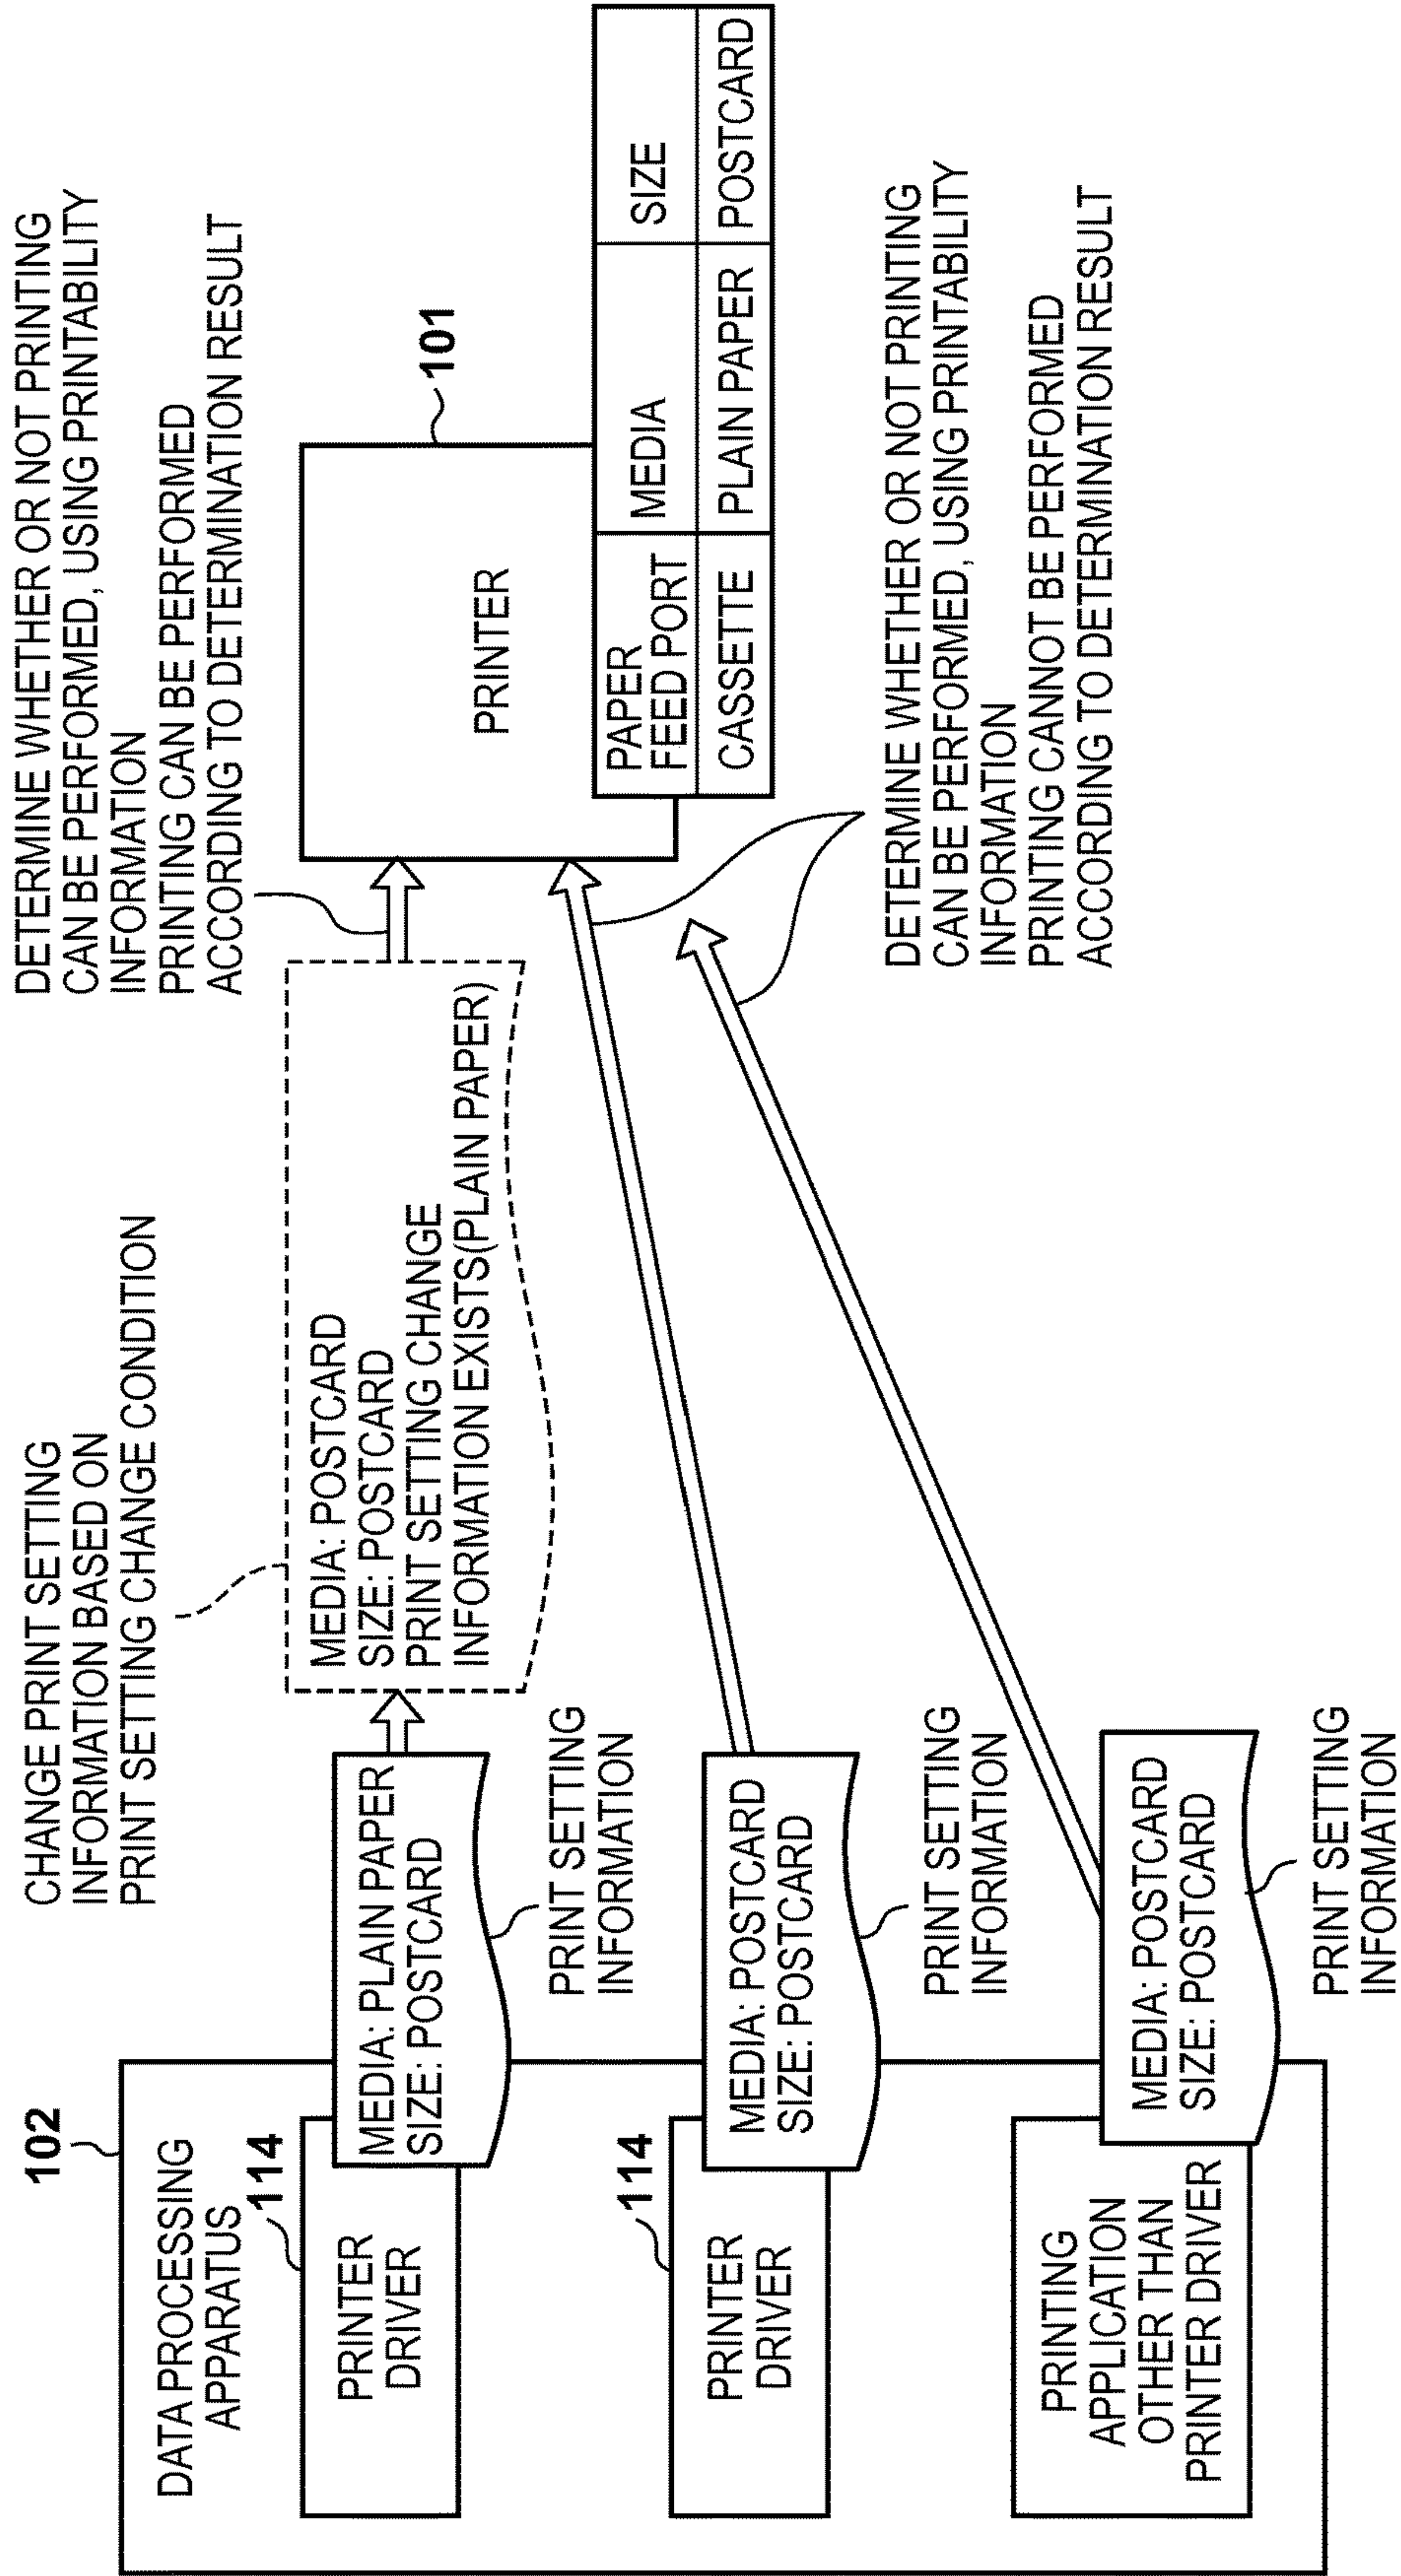 102
DATA PROCESSING
APPARATUS
114
PRINTER
DRIVER
MEDIA: PLAIN PAPER
SIZE: POSTCARD
PRINT SETTING
INFORMATION
114
PRINTER
DRIVER
MEDIA: POSTCARD
SIZE: POSTCARD
PRINT SETTING
INFORMATION
PRINTING
APPLICATION
OTHER THAN
PRINTER DRIVER
MEDIA: POSTCARD
SIZE: POSTCARD
PRINT SETTING
INFORMATION
CHANGE PRINT SETTING
INFORMATION BASED ON
PRINT SETTING CHANGE CONDITION
MEDIA: POSTCARD
SIZE: POSTCARD
PRINT SETTING CHANGE
INFORMATION EXISTS(PLAIN PAPER)
DETERMINE WHETHER OR NOT PRINTING
CAN BE PERFORMED, USING PRINTABILITY
INFORMATION
PRINTING CAN BE PERFORMED
ACCORDING TO DETERMINATION RESULT
101
PRINTER
PAPER
FEED PORT
MEDIA
SIZE
CASSETTE
PLAIN PAPER
POSTCARD
DETERMINE WHETHER OR NOT PRINTING
CAN BE PERFORMED, USING PRINTABILITY
INFORMATION
PRINTING CANNOT BE PERFORMED
ACCORDING TO DETERMINATION RESULT